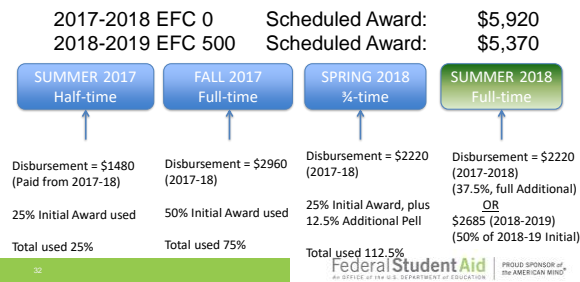 2017-2018 EFC 0 Scheduled Award: $5,920
2018-2019 EFC 500 Scheduled Award: $5,370
SUMMER 2017
Half-time
FALL 2017
Full-time
SPRING 2018
¾-time
SUMMER 2018
Full-time
Disbursement = $1480
(Paid from 2017-18)
25% Initial Award used
Total used 25%
Disbursement = $2960
(2017-18)
50% Initial Award used
Total used 75%
Disbursement = $2220
(2017-18)
25% Initial Award, plus
12.5% Additional Pell
Total used 112.5%
Disbursement = $2220
(2017-2018)
(37.5%, full Additional)
OR
$2685 (2018-2019)
(50% of 2018-19 Initial)
32
Federal Student Aid
An OFFICE of the U.S. DEPARTMENT of EDUCATION
PROUD SPONSOR of
the AMERICAN MIND®